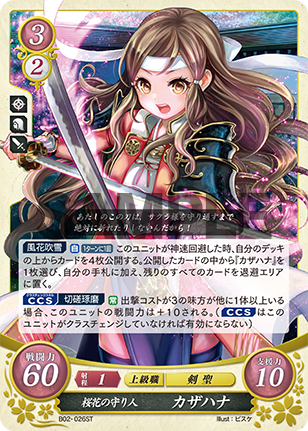 3
2
SAMPLE
あたしのこの刀は、サクラ様を守り通すまで
絶対に折れたりしないんだから!
風花吹雪 自 1ターンに1回 このユニットが神速回避した時、自分のデッキ
の上からカードを4枚公開する。公開したカードの中から『カザハナ』を
1枚選び、自分の手札に加え、残りのすべてのカードを退避エリア
に置く。
CCS 切磋琢磨 常 出撃コストが3の味方が他に1体以上いる
場合、このユニットの戦闘力は+10される。(CCSはこの
ユニットがクラスチェンジしていなければ有効にならない)
戦闘力
60
射程 1
上級職
剣聖
支援力
10
桜花の守り人 カザハナ
B02-026ST
Illust:ピスケ